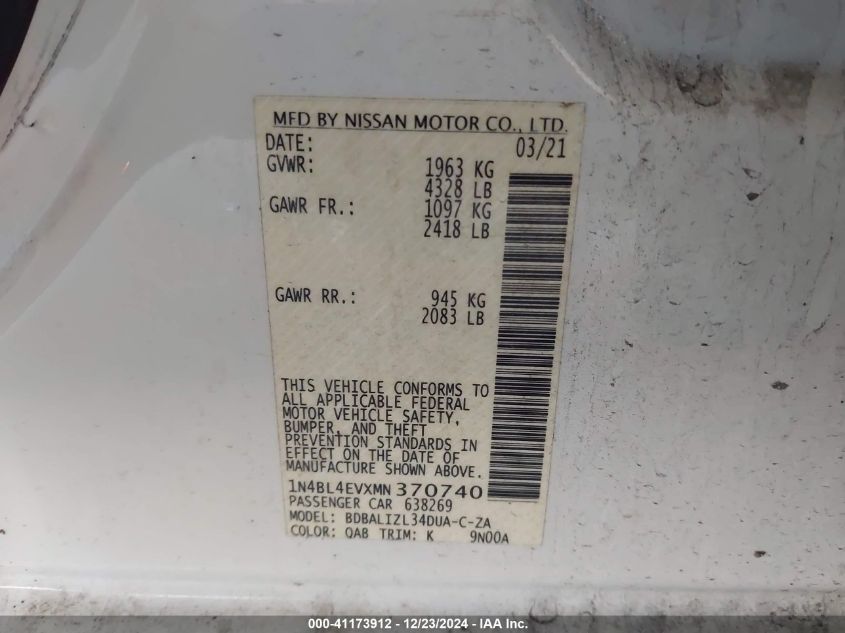 MFD BY NISSAN MOTOR CO., LTD.
DATE: 03/21
GVWR: 1963 KG
4328 LB
GAWR FR.: 1097 KG
2418 LB
GAWR RR.: 945 KG
2083 LB
THIS VEHICLE CONFORMS TO
ALL APPLICABLE FEDERAL
MOTOR VEHICLE SAFETY,
BUMPER, AND THEFT
PREVENTION STANDARDS IN
EFFECT ON THE DATE OF
MANUFACTURE SHOWN ABOVE.
1N4BL4EVXMN 370740
PASSENGER CAR 638269
MODEL: BDBALIZL34DUA-C-ZA
COLOR: QAB TRIM: K 9N00A
000-41173912 - 12/23/2024 - IAA Inc.